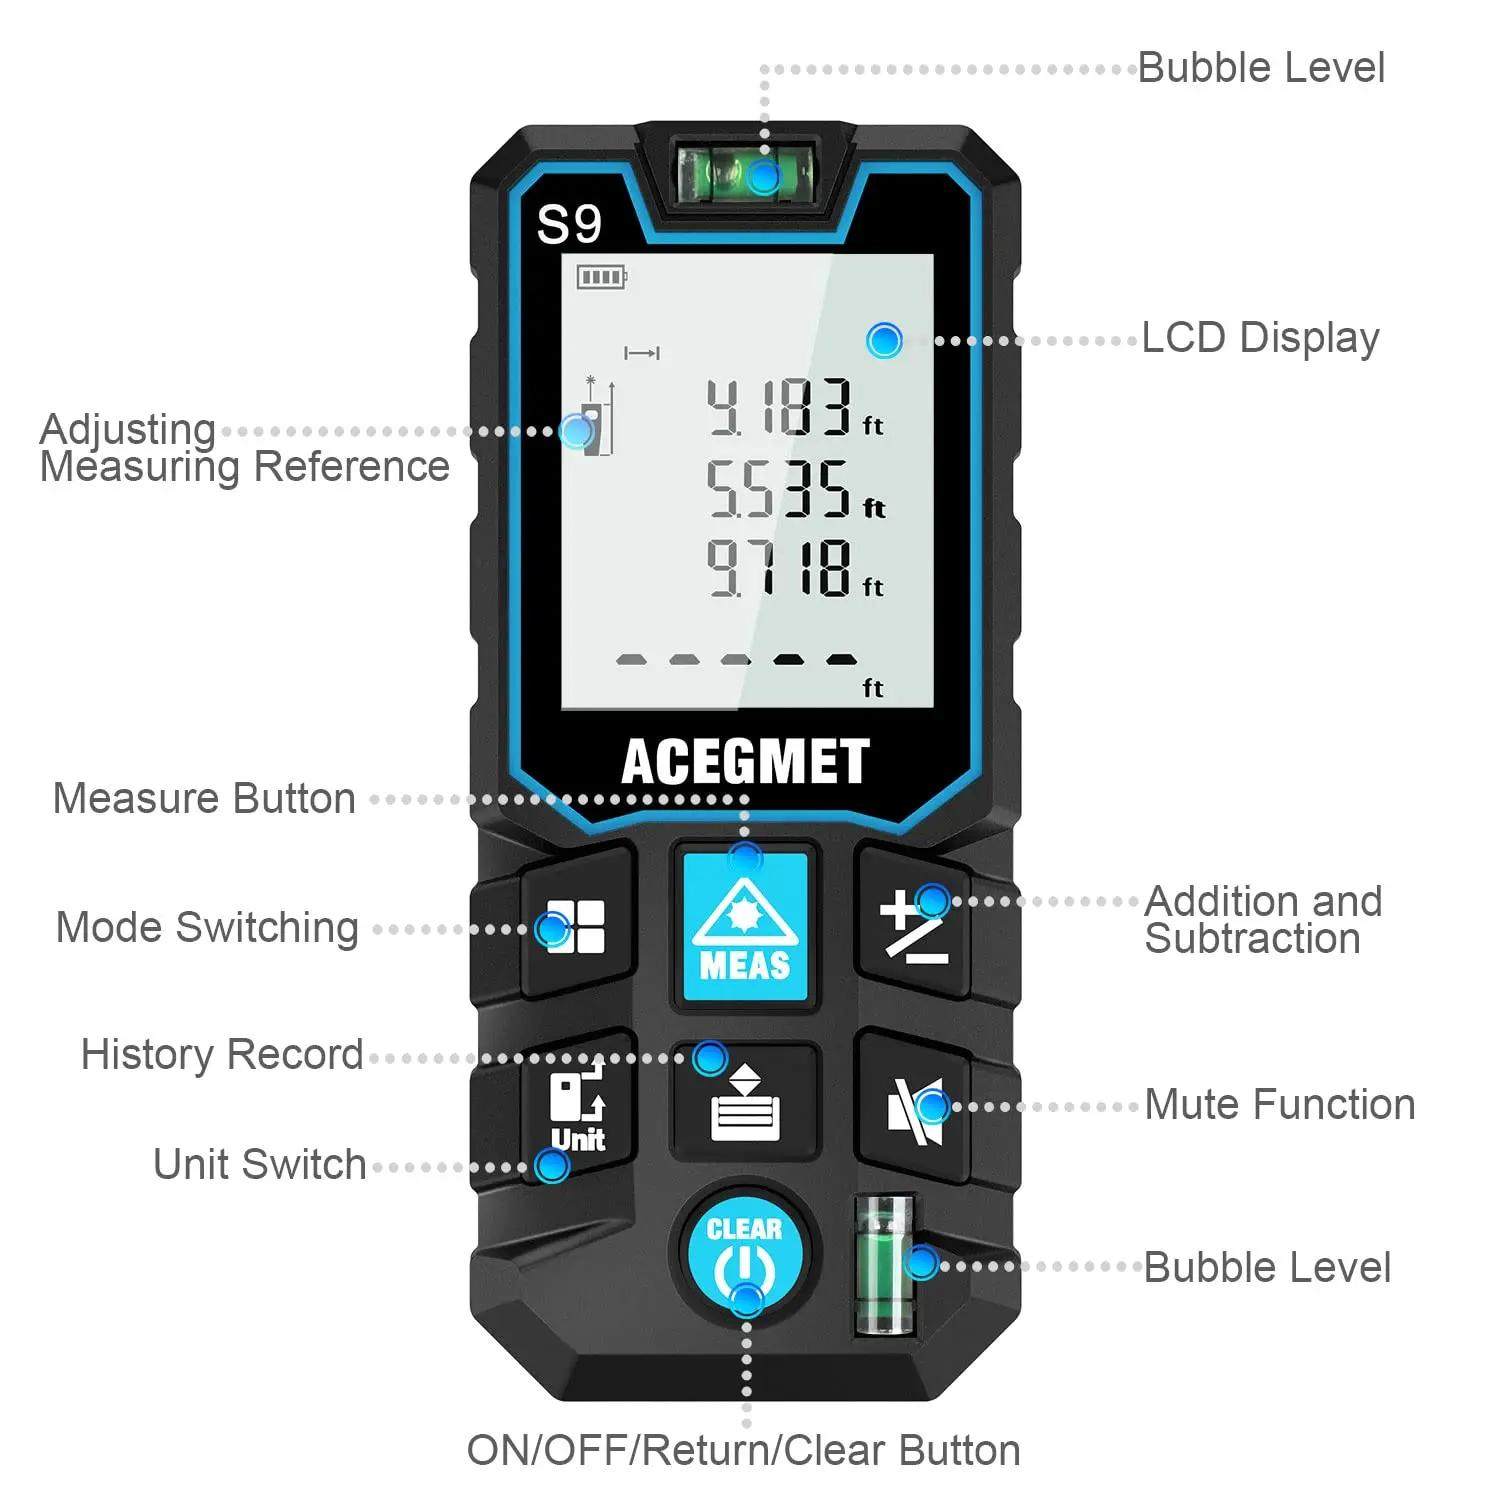 Bubble Level
S9
LCD Display
4.183 ft
Adjusting
Measuring Reference
5.535 ft
9.718 ft
- - - - - ft
ACEGMET
Measure Button
Mode Switching
MEAS
Addition and
Subtraction
History Record
Mute Function
Unit
Unit Switch
CLEAR
Bubble Level
ON/OFF/Return/Clear Button